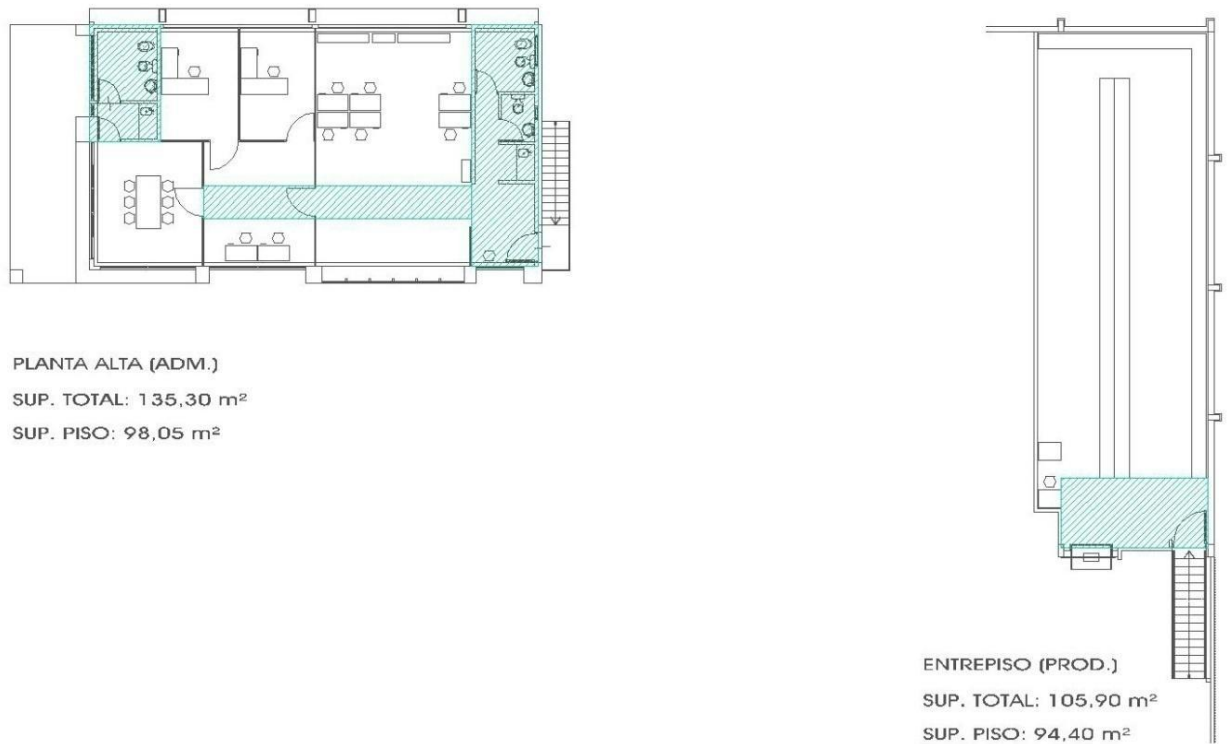 PLANTA ALTA (ADM.)
SUP. TOTAL: 135,30 m²
SUP. PISO: 98,05 m²
ENTREPISO (PROD.)
SUP. TOTAL: 105,90 m²
SUP. PISO: 94,40 m²